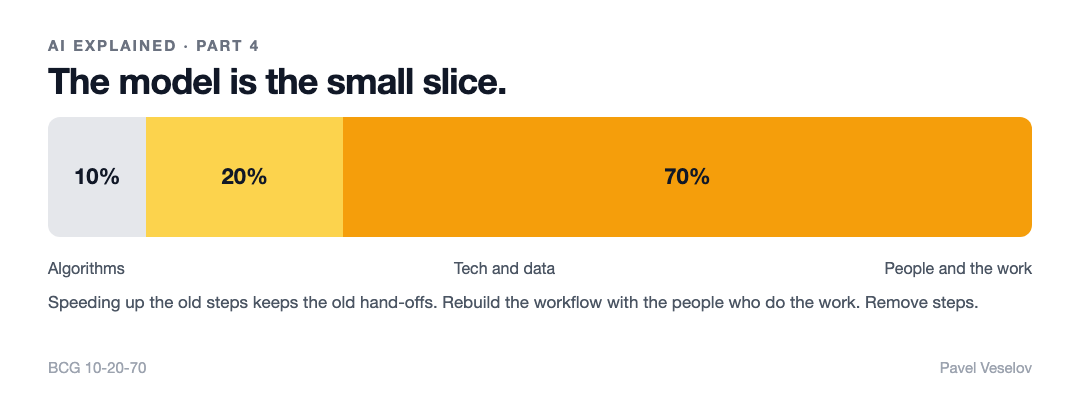 AI EXPLAINED · PART 4
The model is the small slice.
10%
20%
70%
Algorithms
Tech and data
People and the work
Speeding up the old steps keeps the old hand-offs. Rebuild the workflow with the people who do the work. Remove steps.
BCG 10-20-70
Pavel Veselov